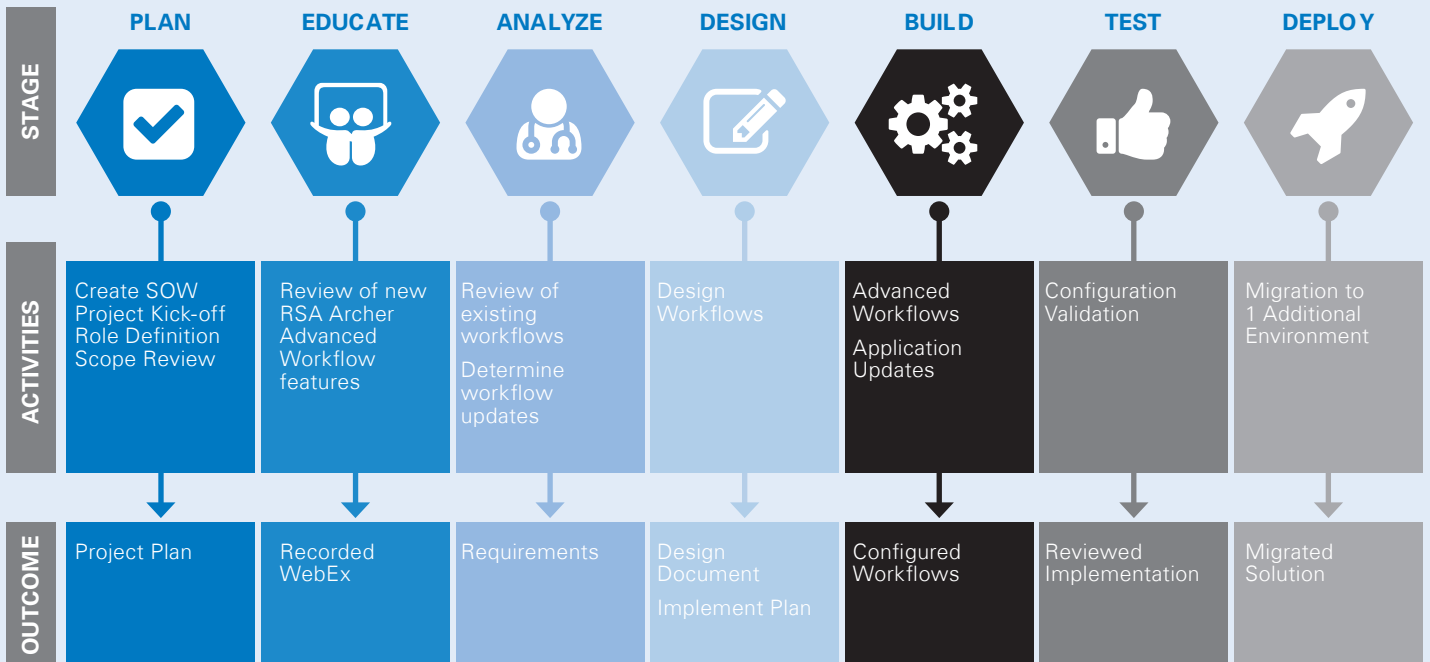 PLAN
EDUCATE
ANALYZE
DESIGN
BUILD
TEST
DEPLOY
STAGE
ACTIVITIES
Create SOW
Project Kick-off
Role Definition
Scope Review
Review of new
RSA Archer
Advanced
Workflow
features
Review of
existing
workflows
Determine
workflow
updates
Design
Workflows
Advanced
Workflows
Application
Updates
Configuration
Validation
Migration to
1 Additional
Environment
OUTCOME
Project Plan
Recorded
WebEx
Requirements
Design
Document
Implement Plan
Configured
Workflows
Reviewed
Implementation
Migrated
Solution